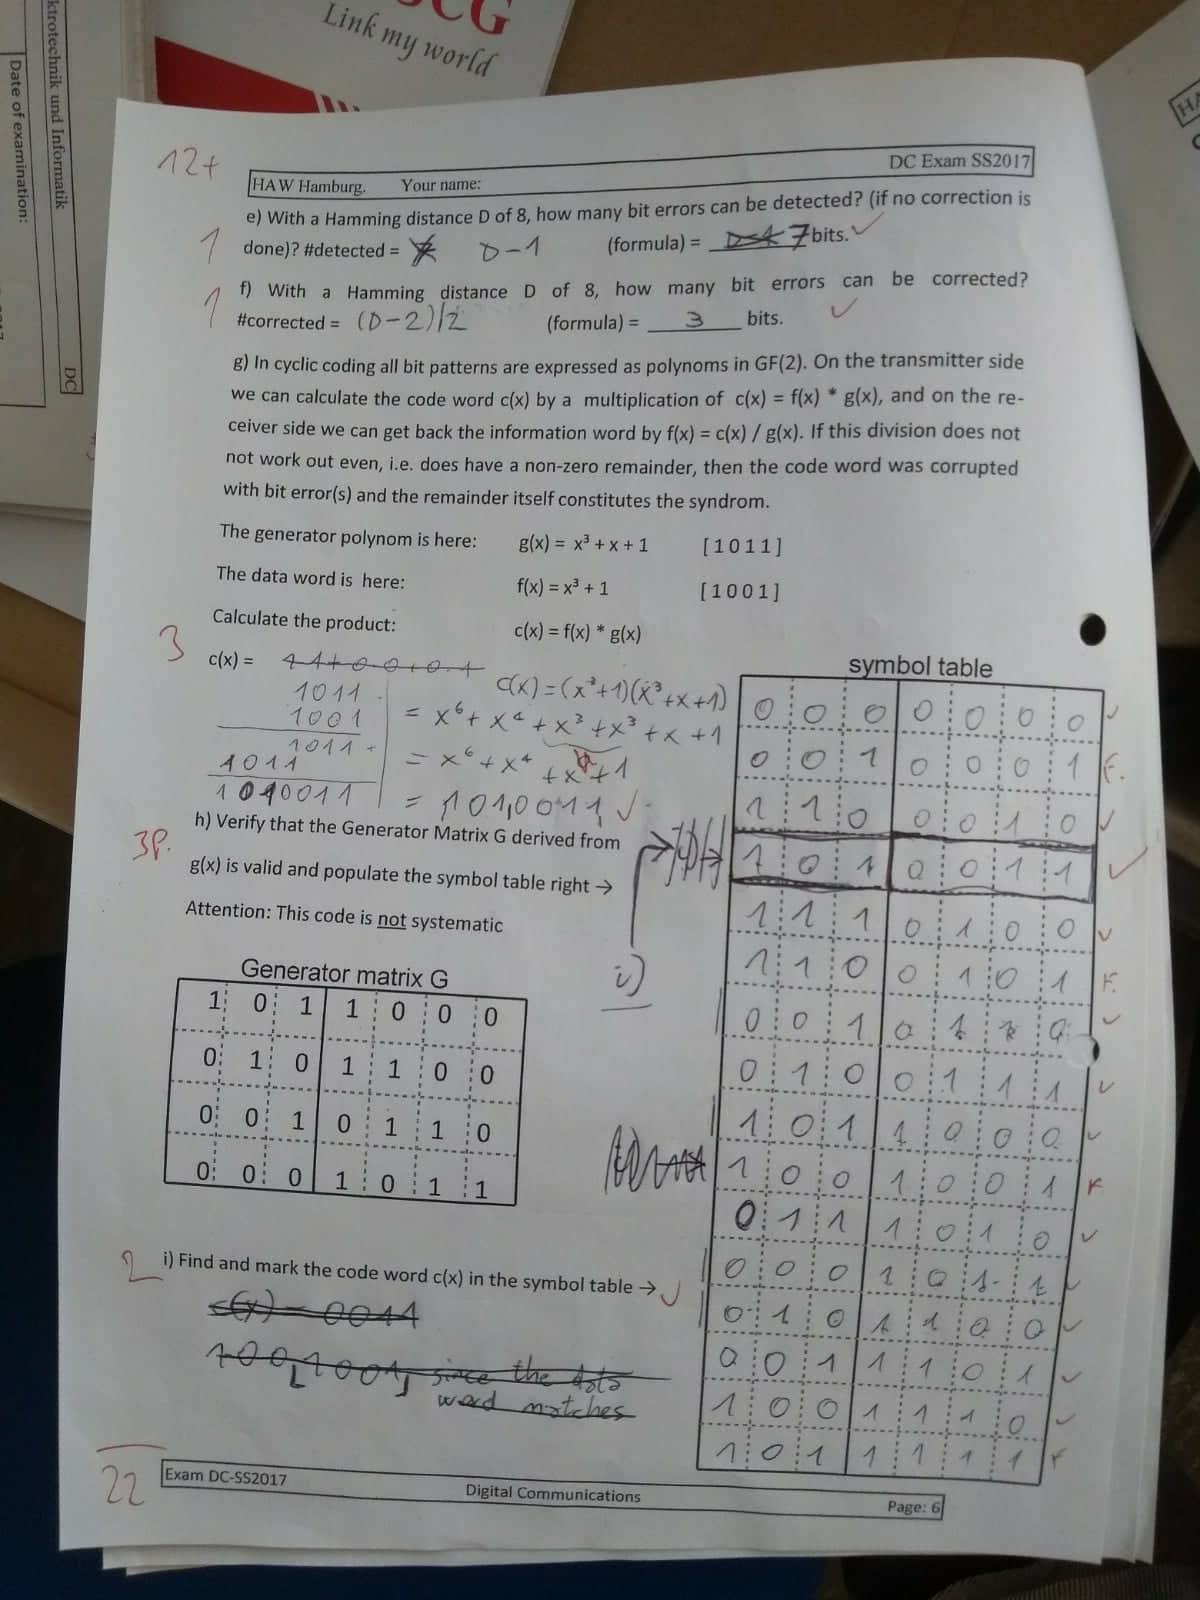 CG
Link my world
ktrotechnik und Informatik
Date of examination:
DC
HA
12+
HAW Hamburg. Your name: DC Exam SS2017
e) With a Hamming distance D of 8, how many bit errors can be detected? (if no correction is
1 done)? #detected = D-1 (formula) = 7 bits. ✓
f) With a Hamming distance D of 8, how many bit errors can be corrected?
1 #corrected = (D-2)/2 (formula) = 3 bits. ✓
g) In cyclic coding all bit patterns are expressed as polynoms in GF(2). On the transmitter side
we can calculate the code word c(x) by a multiplication of c(x) = f(x) * g(x), and on the re-
ceiver side we can get back the information word by f(x) = c(x) / g(x). If this division does not
not work out even, i.e. does have a non-zero remainder, then the code word was corrupted
with bit error(s) and the remainder itself constitutes the syndrom.
The generator polynom is here: g(x) = x³ + x + 1 [1011]
The data word is here: f(x) = x³ + 1 [1001]
Calculate the product: c(x) = f(x) * g(x)
3
c(x) =
1011
1001
1011
1011
1010011
c(x) = (x³+1)(x³+x+1)
= x⁶ + x⁴ + x³ + x³ + x + 1
= x⁶ + x⁴ + x + 1
= 1010011 ✓
3P.
h) Verify that the Generator Matrix G derived from
g(x) is valid and populate the symbol table right →
Attention: This code is not systematic
Generator matrix G
1 0 1 1 0 0 0
0 1 0 1 1 0 0
0 0 1 0 1 1 0
0 0 0 1 0 1 1
2 i) Find and mark the code word c(x) in the symbol table → ✓
c(x) = 0011
100,1001, since the data
word matches
symbol table
0 0 0 0 0 0 0 ✓
0 0 1 0 0 0 1 F.
1 1 0 0 0 1 0 ✓
1 0 1 0 0 1 1 ✓
1 1 1 0 1 0 0 ✓
1 1 0 0 1 0 1 F.
0 0 1 0 1 1 0 ✓
0 1 0 0 1 1 1 ✓
1 0 1 1 0 0 0 ✓
1 0 0 1 0 0 1 F
0 1 1 1 0 1 0 ✓
0 0 0 1 0 1 1 ✓
0 1 0 1 1 0 0 ✓
0 0 1 1 1 0 1 ✓
1 0 0 1 1 1 0 ✓
1 0 1 1 1 1 1 F
i)
22
Exam DC-SS2017 Digital Communications Page: 6